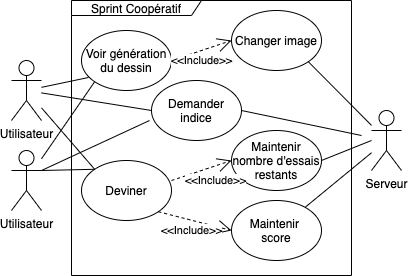 Sprint Coopératif
Voir génération
du dessin
<<Include>>
Changer image
Utilisateur
Demander
indice
Utilisateur
Deviner
<<Include>>
Maintenir
nombre d'essais
restants
Serveur
<<Include>>
Maintenir
score